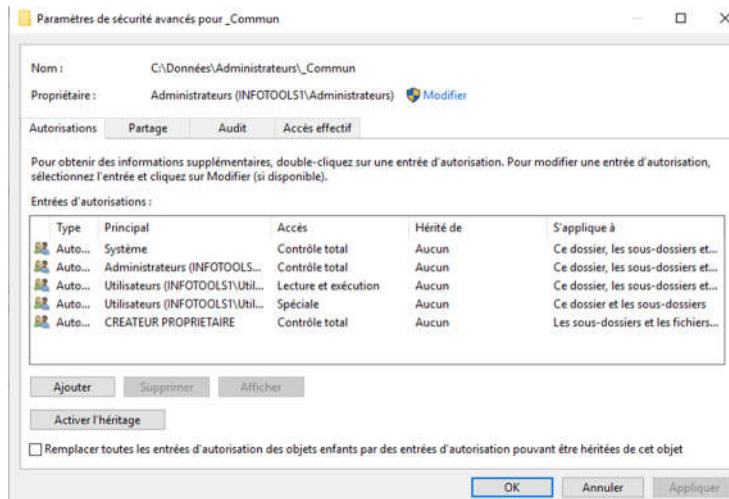 Paramètres de sécurité avancés pour _Commun
Nom : C:\Données\Administrateurs\_Commun
Propriétaire : Administrateurs (INFOTOOLS1\Administrateurs) Modifier
Autorisations Partage Audit Accès effectif
Pour obtenir des informations supplémentaires, double-cliquez sur une entrée d'autorisation. Pour modifier une entrée d'autorisation,
sélectionnez l'entrée et cliquez sur Modifier (si disponible).
Entrées d'autorisations :
Type Principal Accès Hérité de S'applique à
Auto... Système Contrôle total Aucun Ce dossier, les sous-dossiers et...
Auto... Administrateurs (INFOTOOLS... Contrôle total Aucun Ce dossier, les sous-dossiers et...
Auto... Utilisateurs (INFOTOOLS1\Util... Lecture et exécution Aucun Ce dossier, les sous-dossiers et...
Auto... Utilisateurs (INFOTOOLS1\Util... Spéciale Aucun Ce dossier et les sous-dossiers
Auto... CREATEUR PROPRIETAIRE Contrôle total Aucun Les sous-dossiers et les fichiers...
Ajouter Supprimer Afficher
Activer l'héritage
Remplacer toutes les entrées d'autorisation des objets enfants par des entrées d'autorisation pouvant être héritées de cet objet
OK Annuler Appliquer